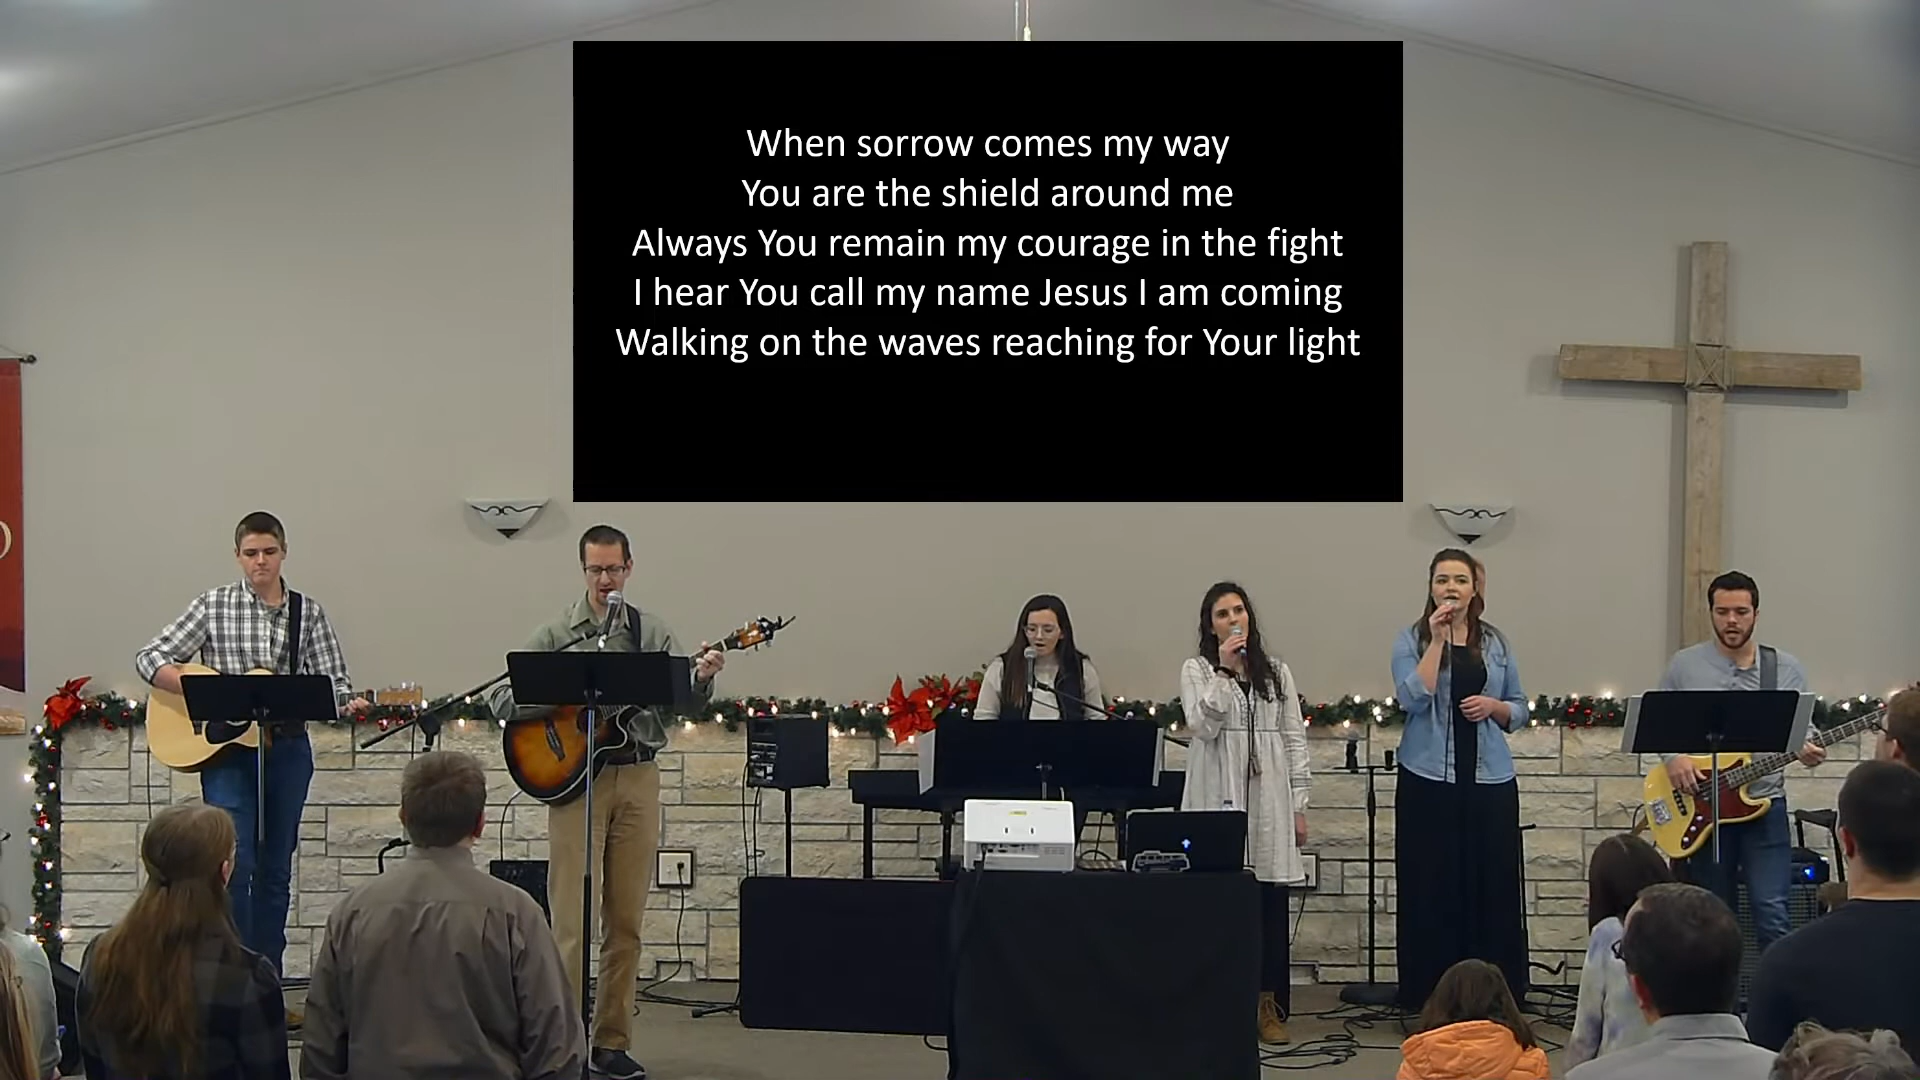 When sorrow comes my way
You are the shield around me
Always You remain my courage in the fight
I hear You call my name Jesus I am coming
Walking on the waves reaching for Your light